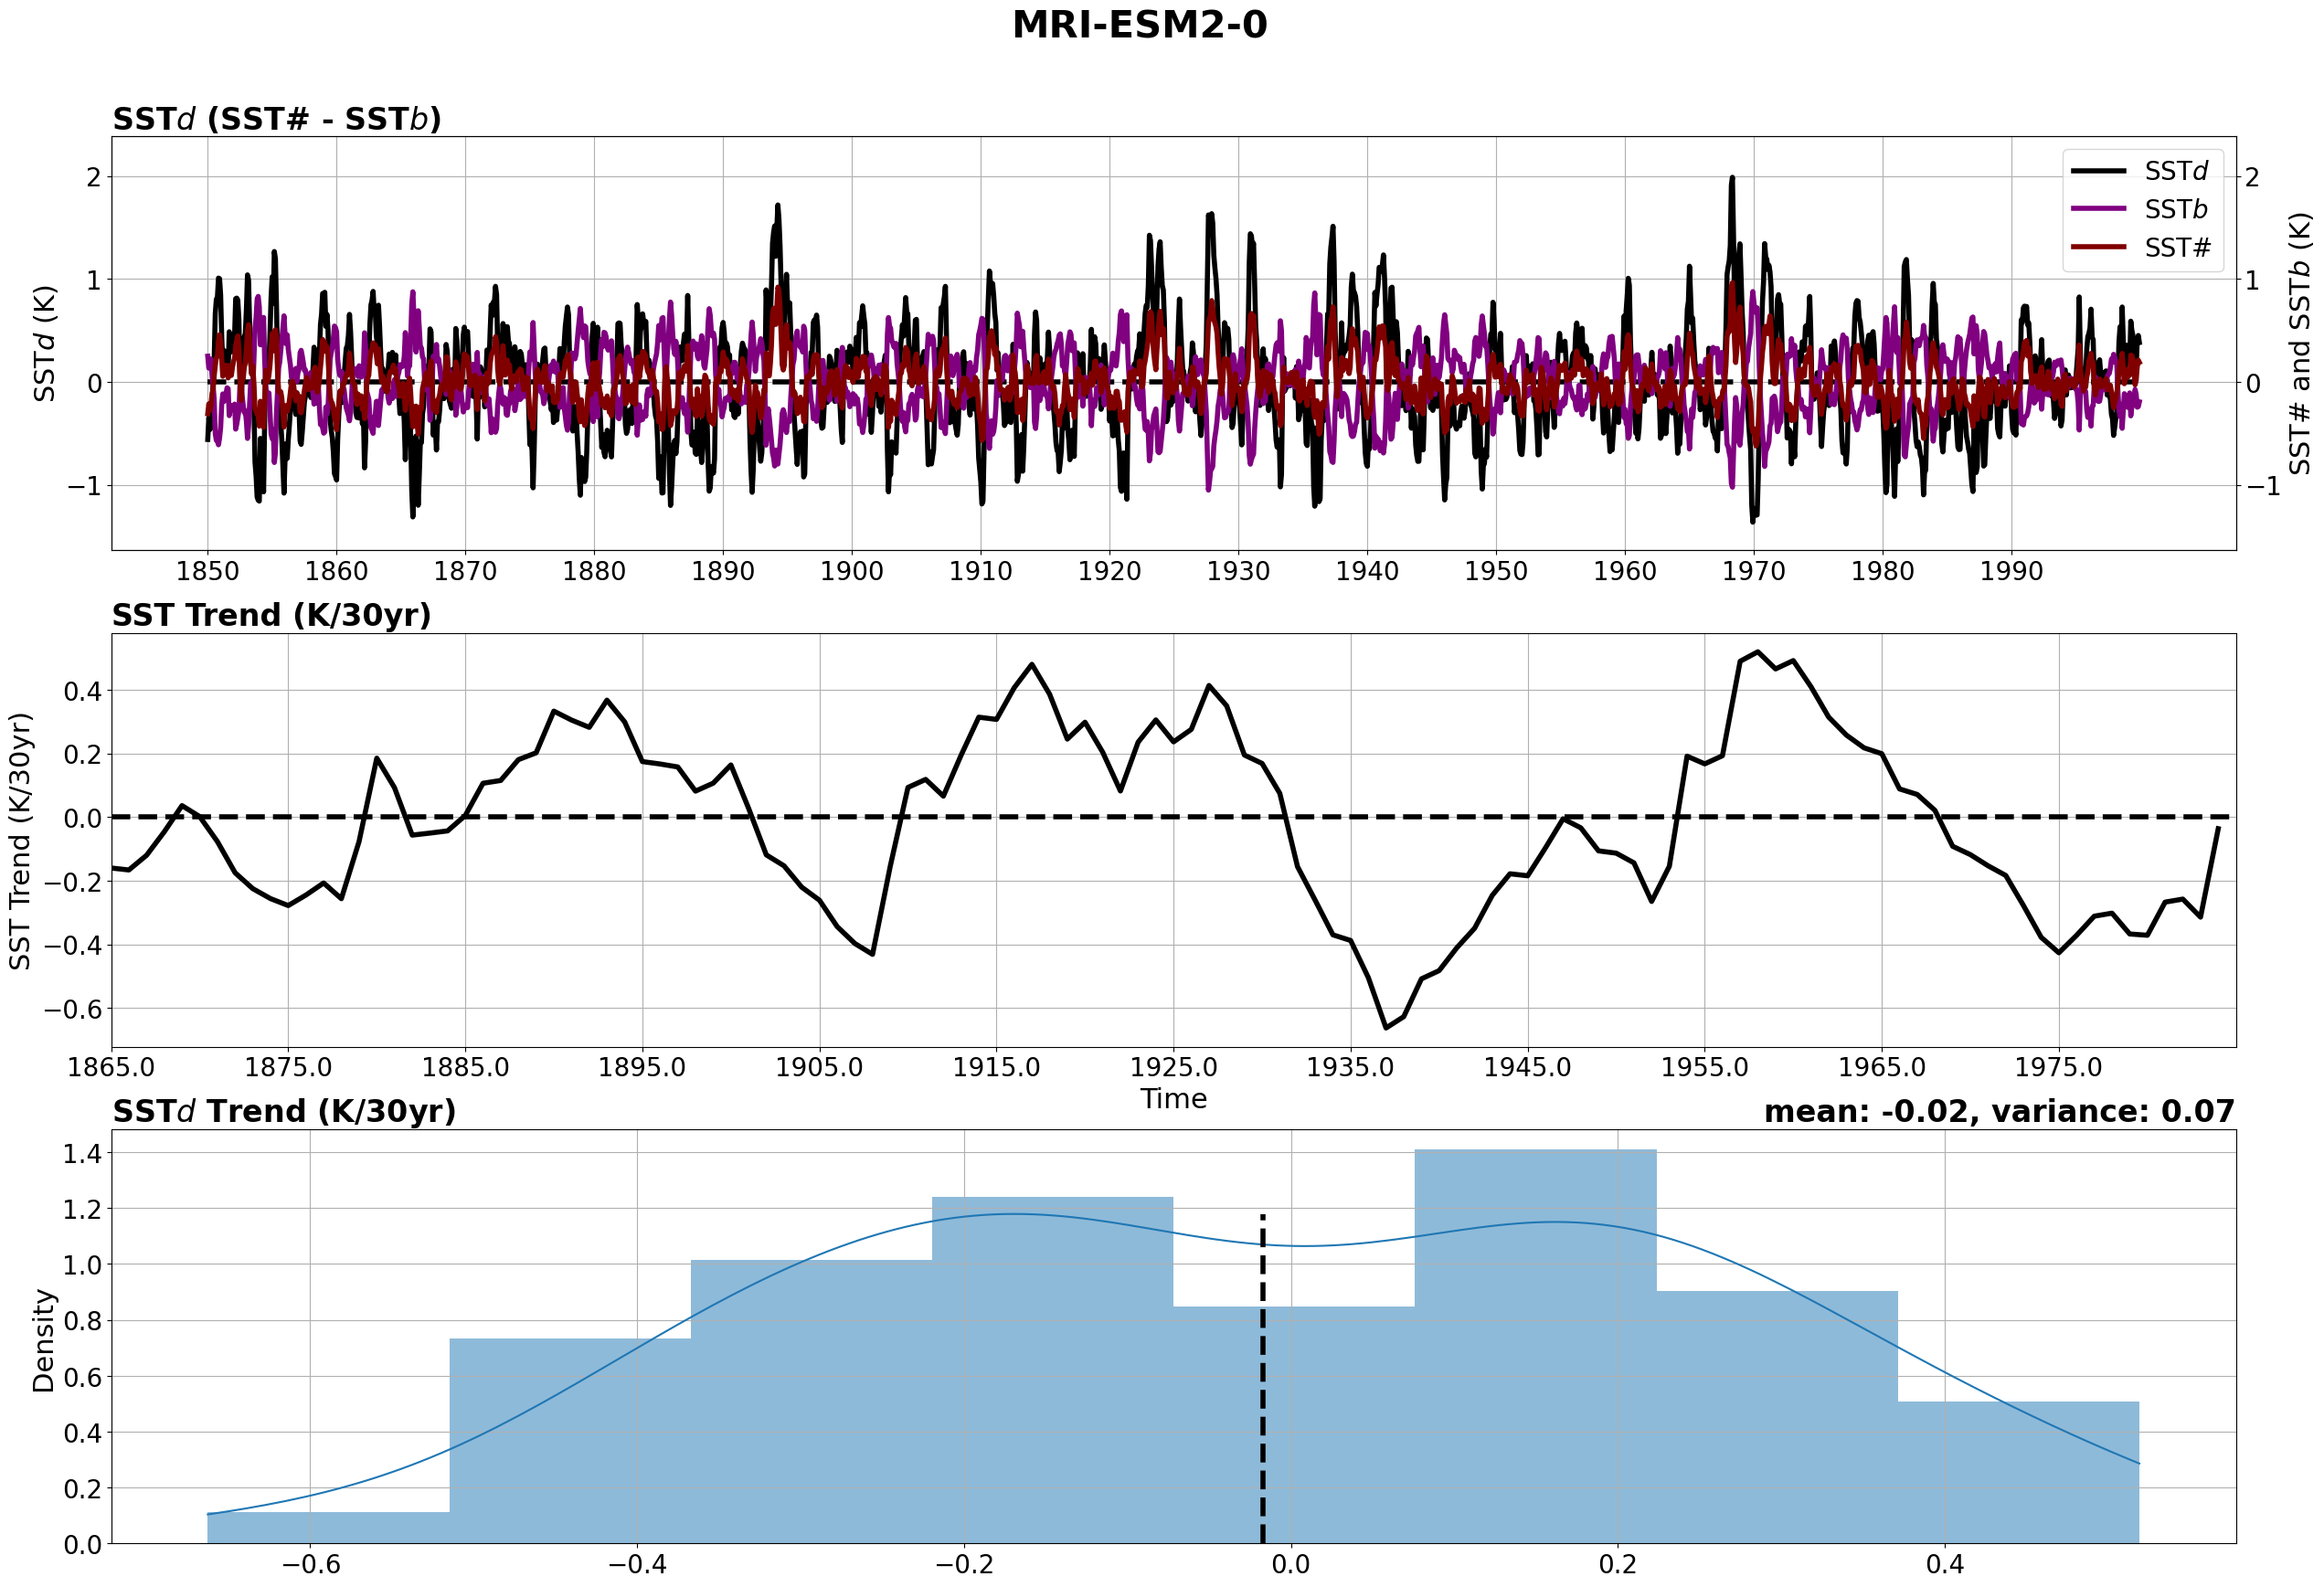 MRI-ESM2-0
SSTd (SST# - SSTb)
SSTd (K)
2
1
0
−1
2
1
0
−1
SST# and SSTb (K)
SSTd
SSTb
SST#
1850 1860 1870 1880 1890 1900 1910 1920 1930 1940 1950 1960 1970 1980 1990
SST Trend (K/30yr)
SST Trend (K/30yr)
0.4
0.2
0.0
−0.2
−0.4
−0.6
1865.0 1875.0 1885.0 1895.0 1905.0 1915.0 1925.0 1935.0 1945.0 1955.0 1965.0 1975.0
Time
SSTd Trend (K/30yr) mean: -0.02, variance: 0.07
Density
1.4
1.2
1.0
0.8
0.6
0.4
0.2
0.0
−0.6 −0.4 −0.2 0.0 0.2 0.4